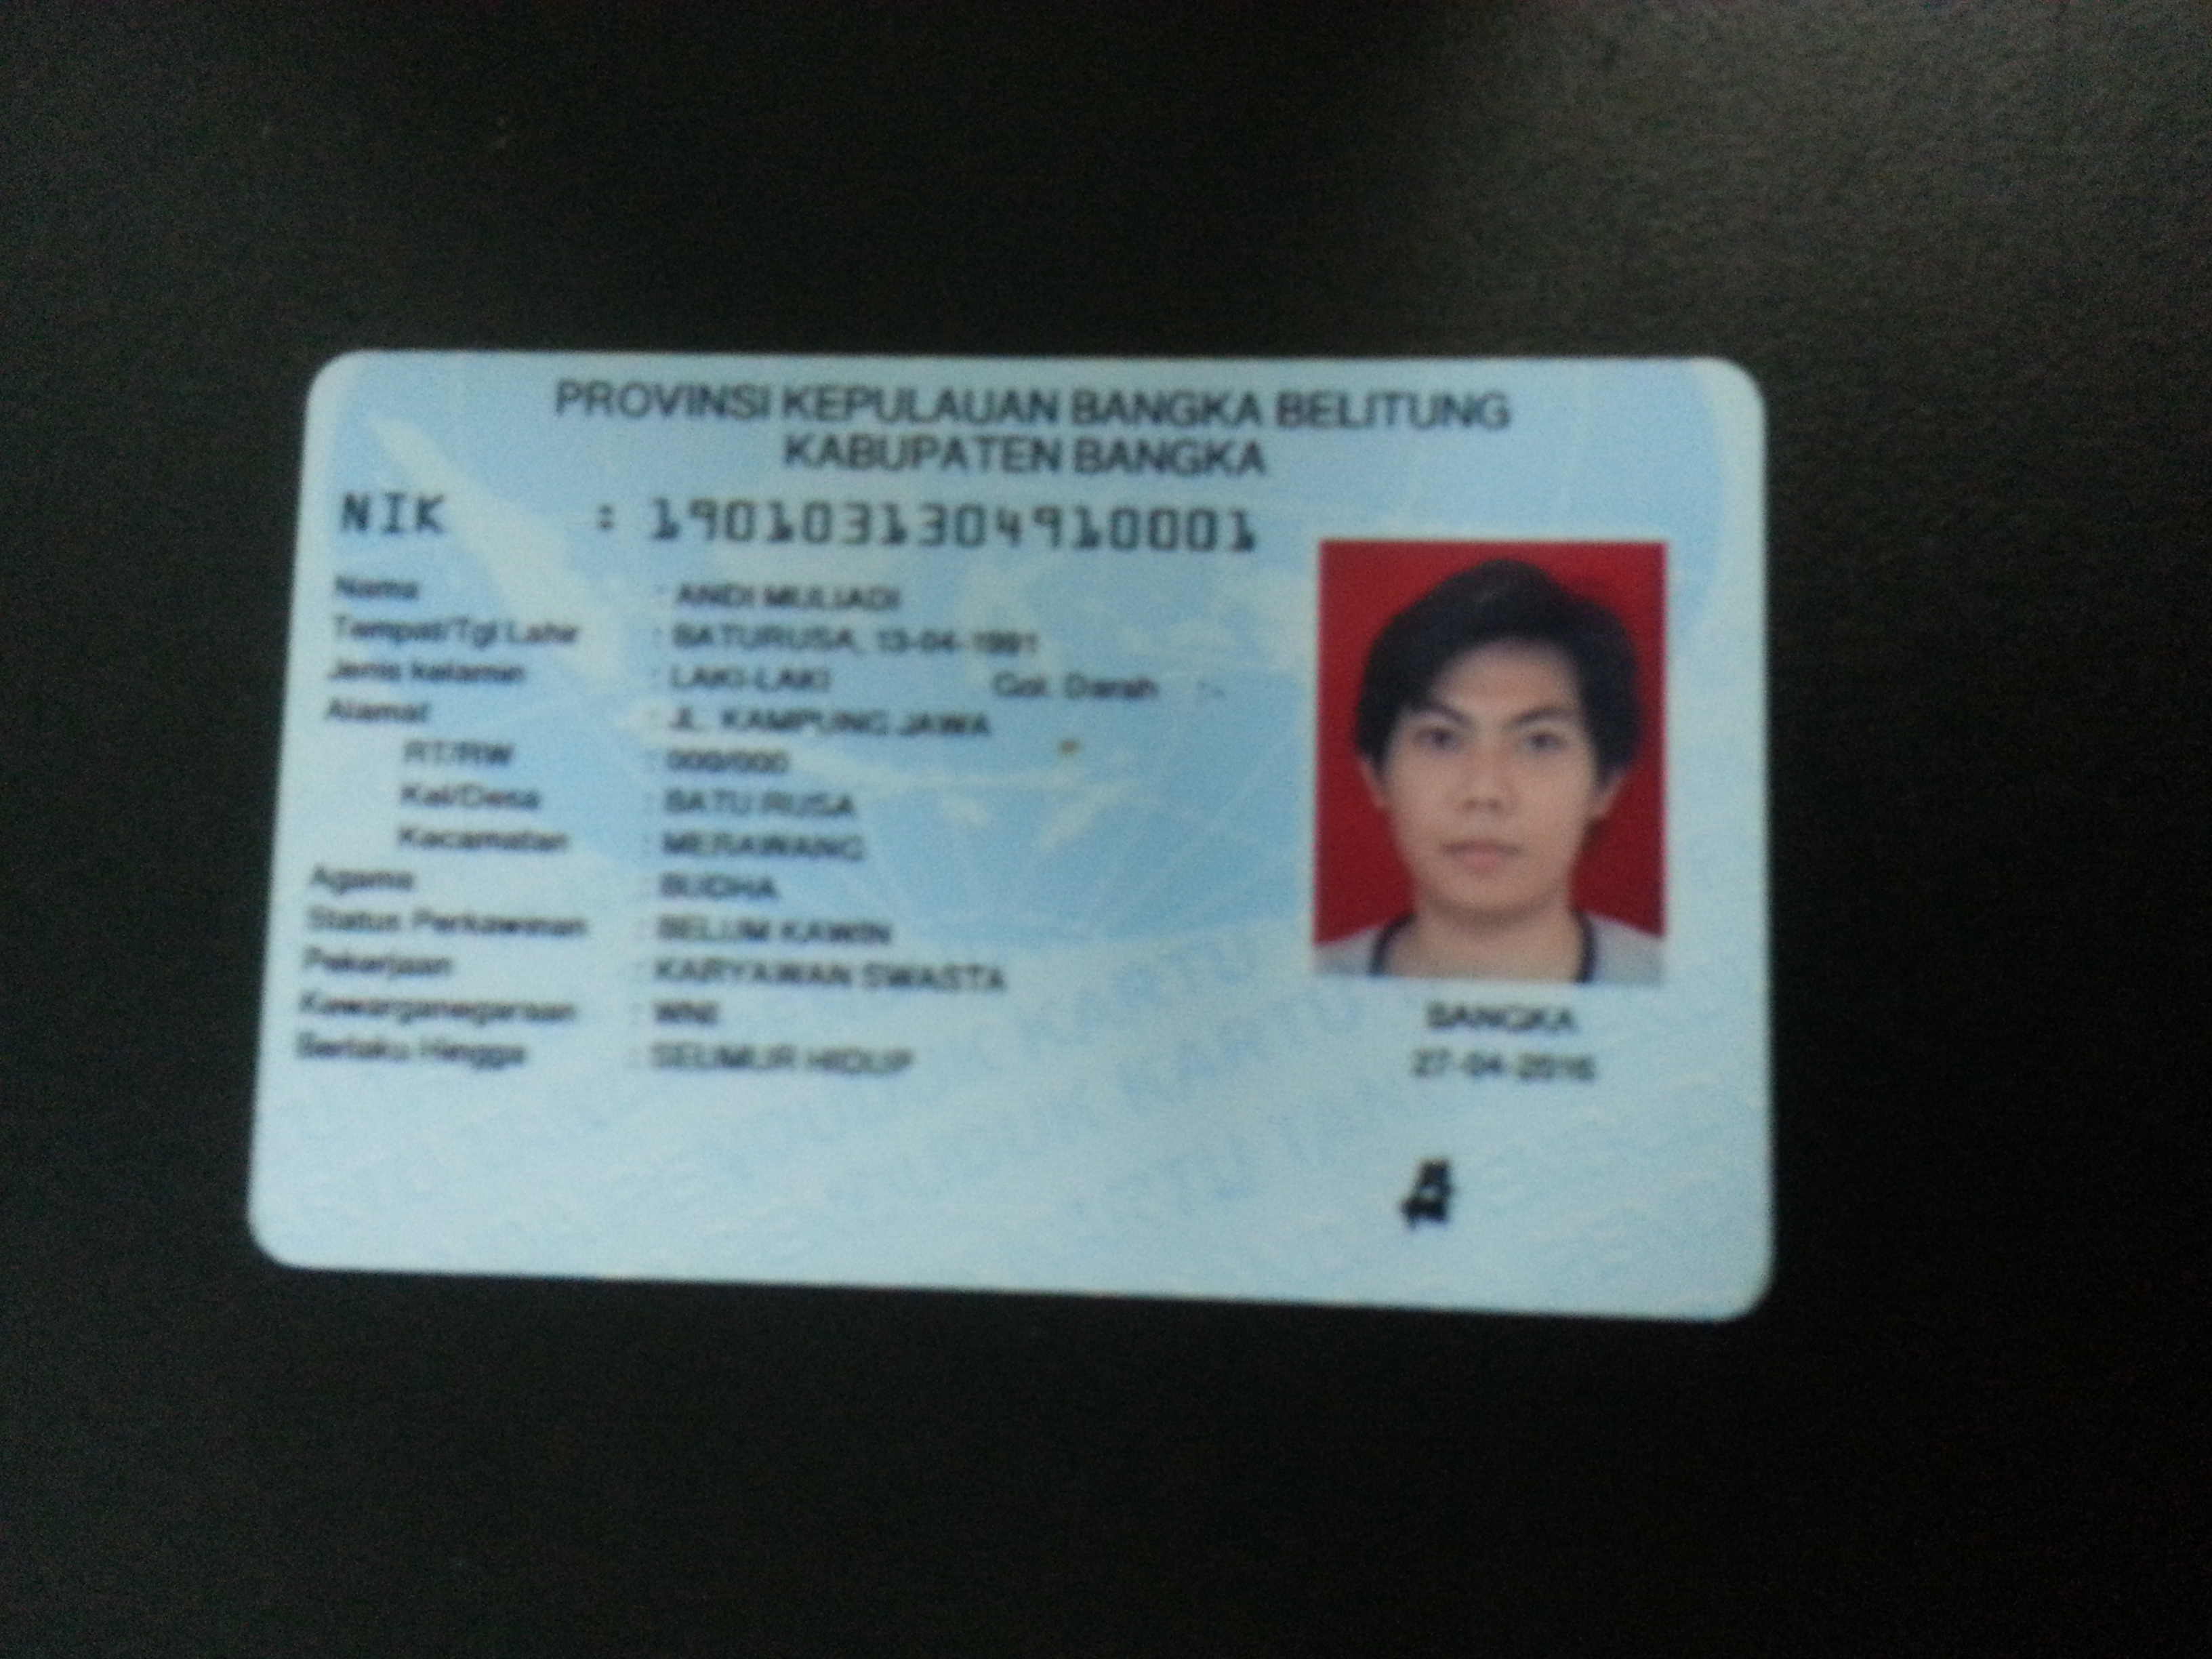 PROVINSI KEPULAUAN BANGKA BELITUNG
KABUPATEN BANGKA
NIK : 1901031304910001
Nama : ANDI MULIADI
Tempat/Tgl Lahir : BATURUSA, 13-04-1991
Jenis kelamin : LAKI-LAKI Gol. Darah : -
Alamat : JL. KAMPUNG JAWA
RT/RW : 000/000
Kel/Desa : BATU RUSA
Kecamatan : MERAWANG
Agama : BUDHA
Status Perkawinan : BELUM KAWIN
Pekerjaan : KARYAWAN SWASTA
Kewarganegaraan : WNI
Berlaku Hingga : SEUMUR HIDUP
BANGKA
27-04-2016